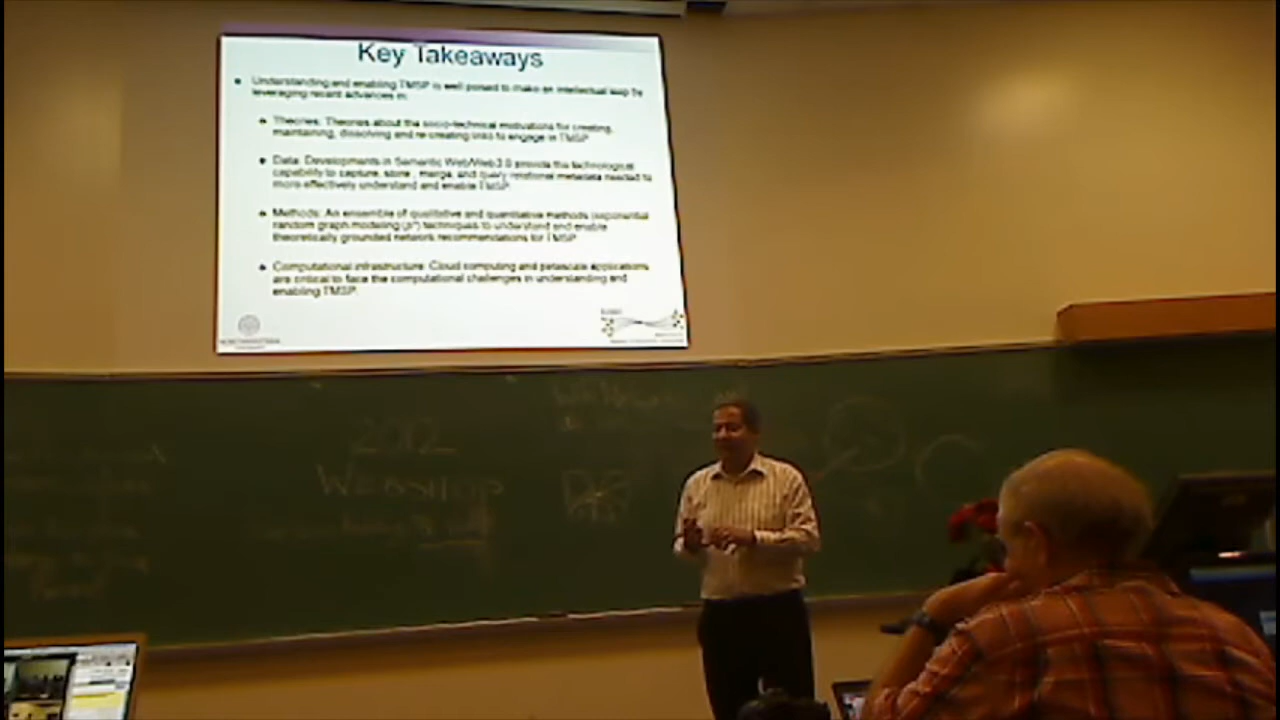 Key Takeaways
Understanding and enabling TMSP is well poised to make an intellectual leap by
leveraging recent advances in:
Theories: Theories about the socio-technical motivations for creating,
maintaining, dissolving and re-creating links to engage in TMSP
Data: Developments in Semantic Web/Web3.0 provide the technological
capability to capture, store, merge, and query relational metadata needed to
more effectively understand and enable TMSP.
Methods: An ensemble of qualitative and quantitative methods (exponential
random graph modeling (p*) techniques to understand and enable
theoretically grounded network recommendations for TMSP
Computational infrastructure: Cloud computing and petascale applications
are critical to face the computational challenges in understanding and
enabling TMSP.
2012
WEBSHOP